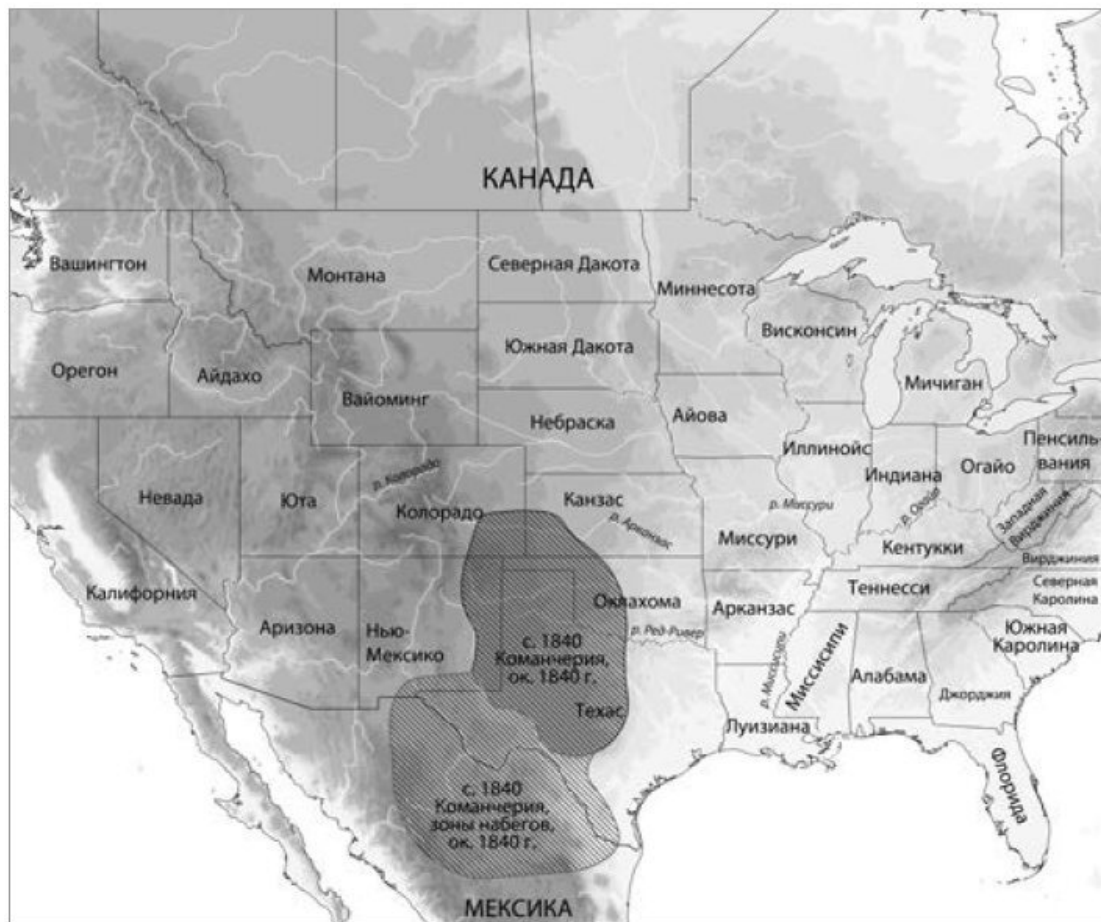 КАНАДА
Вашингтон
Монтана
Северная Дакота
Миннесота
Орегон
Айдахо
Южная Дакота
Висконсин
Мичиган
Вайоминг
Небраска
Айова
Иллинойс
Индиана
Огайо
Пенсиль-
вания
Невада
Юта
р. Колорадо
Колорадо
Канзас
р. Арканзас
р. Миссури
Миссури
р. Огайо
Западная
Вирджиния
Кентукки
Вирджиния
Калифорния
Аризона
Нью-
Мексико
Оклахома
р. Ред-Ривер
Арканзас
Теннесси
Северная
Каролина
Южная
Каролина
с. 1840
Команчерия,
ок. 1840 г.
Техас
р. Миссисипи
Миссисипи
Алабама
Джорджия
Луизиана
Флорида
с. 1840
Команчерия,
зоны набегов,
ок. 1840 г.
МЕКСИКА